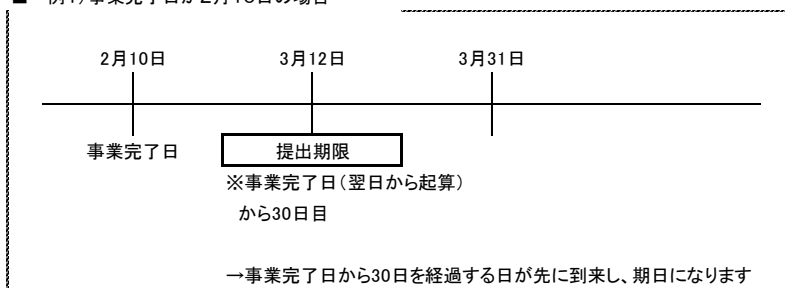 2月10日 3月12日 3月31日
事業完了日 提出期限
※事業完了日(翌日から起算)
から30日目
→事業完了日から30日を経過する日が先に到来し、期日になります